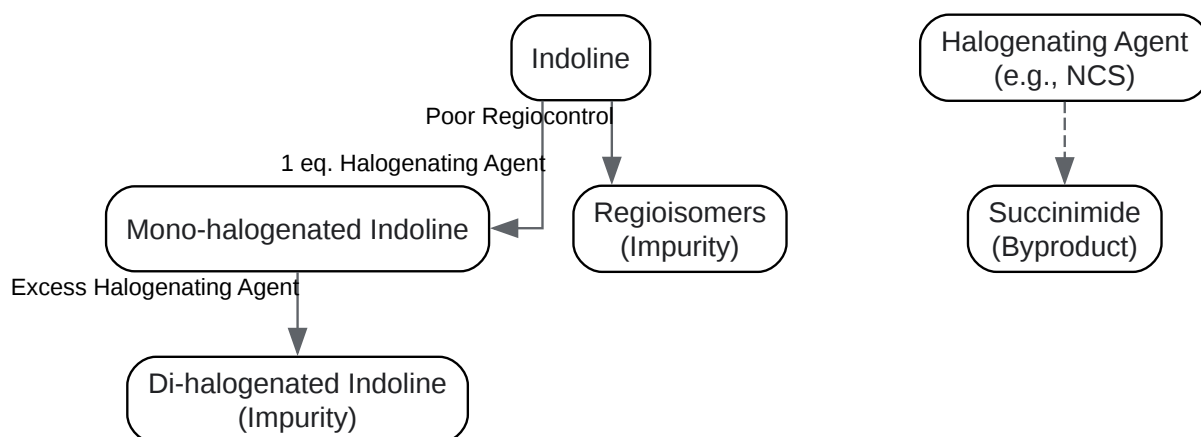 Indoline
Halogenating Agent
(e.g., NCS)
Poor Regiocontrol
1 eq. Halogenating Agent
Mono-halogenated Indoline
Regioisomers
(Impurity)
Succinimide
(Byproduct)
Excess Halogenating Agent
Di-halogenated Indoline
(Impurity)